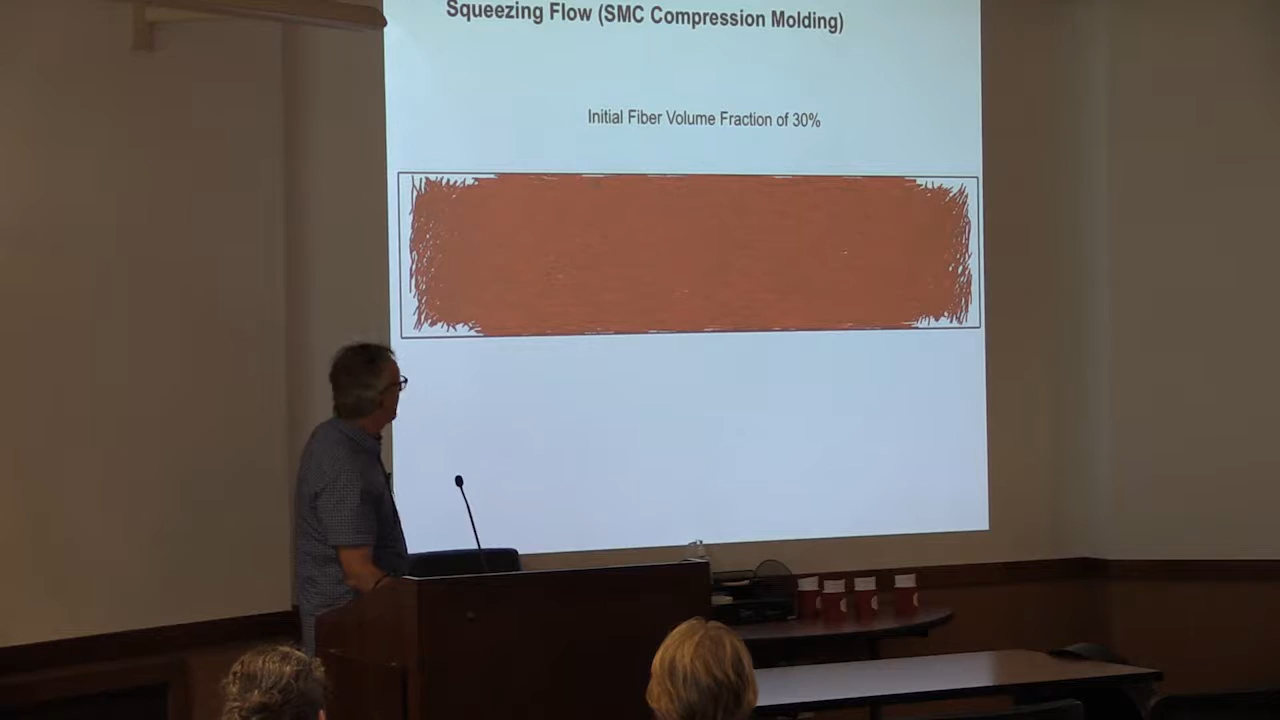 Squeezing Flow (SMC Compression Molding)
Initial Fiber Volume Fraction of 30%